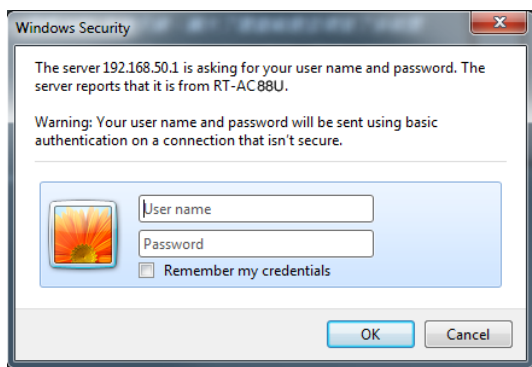 Windows Security
The server 192.168.50.1 is asking for your user name and password. The
server reports that it is from RT-AC88U.
Warning: Your user name and password will be sent using basic
authentication on a connection that isn't secure.
User name
Password
Remember my credentials
OK
Cancel